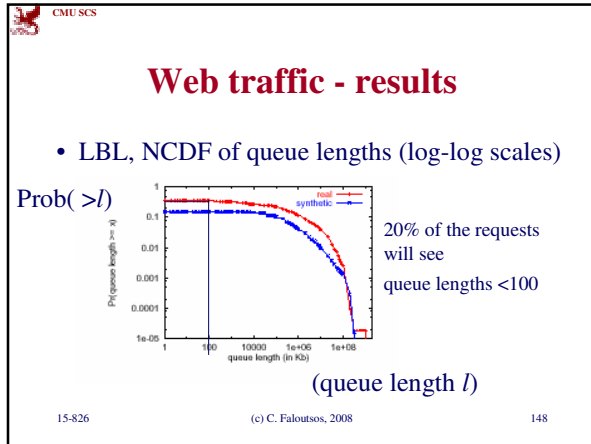 CMU SCS
Web traffic - results
• LBL, NCDF of queue lengths (log-log scales)
Prob( >l)
Pr(queue length >= x)
1
0.1
0.01
0.001
0.0001
1e-05
real
synthetic
1
100
10000
1e+06
1e+08
queue length (in Kb)
20% of the requests
will see
queue lengths <100
(queue length l)
15-826
(c) C. Faloutsos, 2008
148